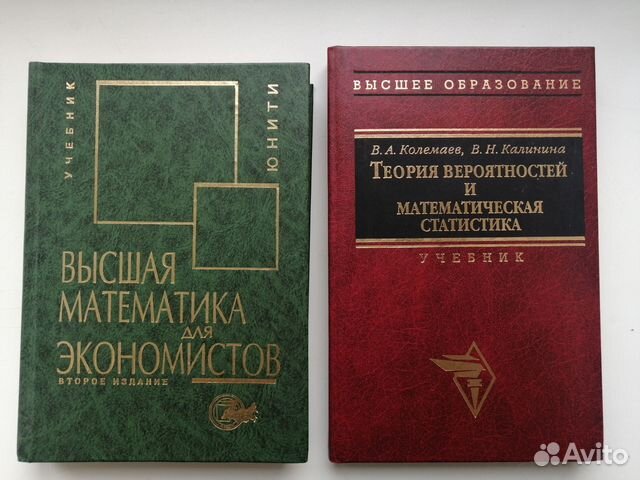 УЧЕБНИК
ЮНИТИ
ВЫСШАЯ
МАТЕМАТИКА
для
ЭКОНОМИСТОВ
ВТОРОЕ ИЗДАНИЕ
ВЫСШЕЕ ОБРАЗОВАНИЕ
В. А. Колемаев, В. Н. Калинина
ТЕОРИЯ ВЕРОЯТНОСТЕЙ
И
МАТЕМАТИЧЕСКАЯ
СТАТИСТИКА
УЧЕБНИК
Avito